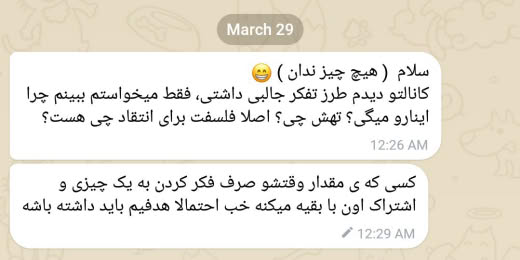 March 29
سلام ( هیچ چیز ندان ) 😁
کانالتو دیدم طرز تفکر جالبی داشتی، فقط میخواستم ببینم چرا
اینارو میگی؟ تهش چی؟ اصلا فلسفت برای انتقاد چی هست؟
12:26 AM
کسی که ی مقدار وقتشو صرف فکر کردن به یک چیزی و
اشتراک اون با بقیه میکنه خب احتمالا هدفیم باید داشته باشه
12:29 AM